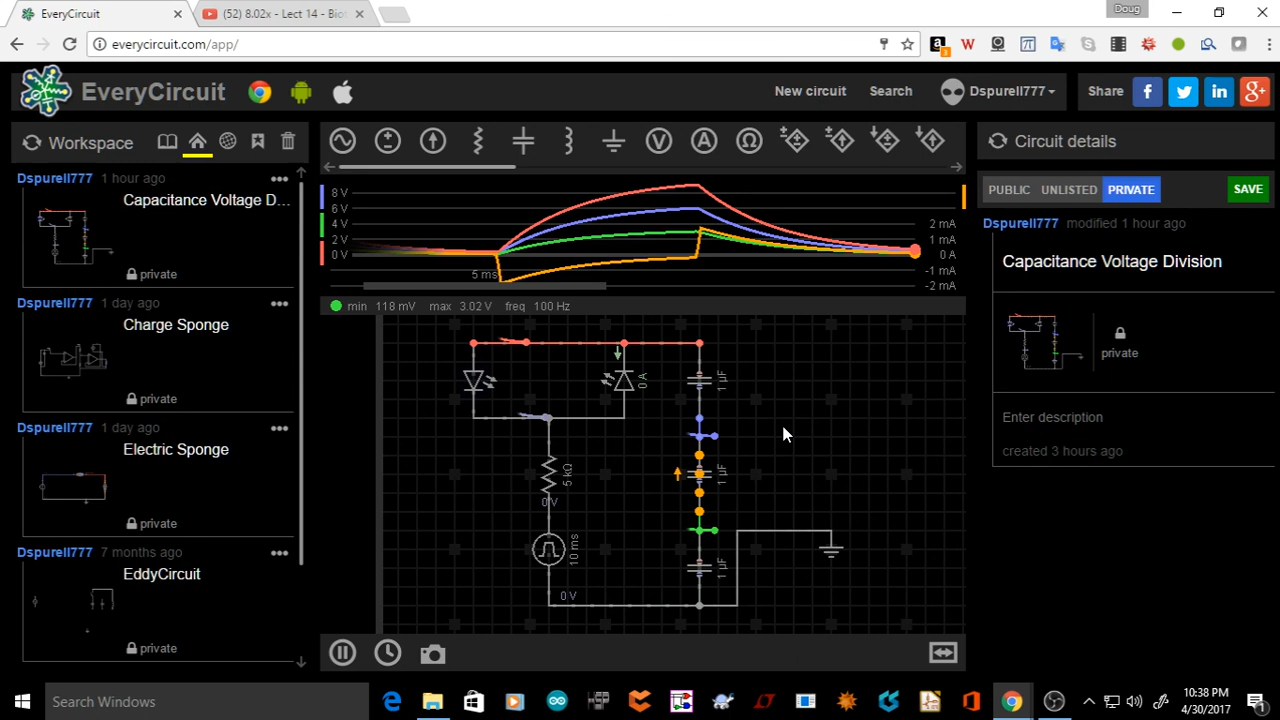 EveryCircuit
(52) 8.02x - Lect 14 - Biot
Doug
everycircuit.com/app/
EveryCircuit
New circuit
Search
Dspurell777
Share
Workspace
Circuit details
Dspurell777 1 hour ago
Capacitance Voltage D...
private
Dspurell777 1 day ago
Charge Sponge
private
Dspurell777 1 day ago
Electric Sponge
private
Dspurell777 7 months ago
EddyCircuit
private
8 V
6 V
4 V
2 V
0 V
5 ms
2 mA
1 mA
0 A
-1 mA
-2 mA
min 118 mV max 3.02 V freq 100 Hz
0 A
1 µF
5 kΩ
0 V
1 µF
10 ms
1 µF
0 V
PUBLIC UNLISTED PRIVATE SAVE
Dspurell777 modified 1 hour ago
Capacitance Voltage Division
private
Enter description
created 3 hours ago
Search Windows
10:38 PM
4/30/2017